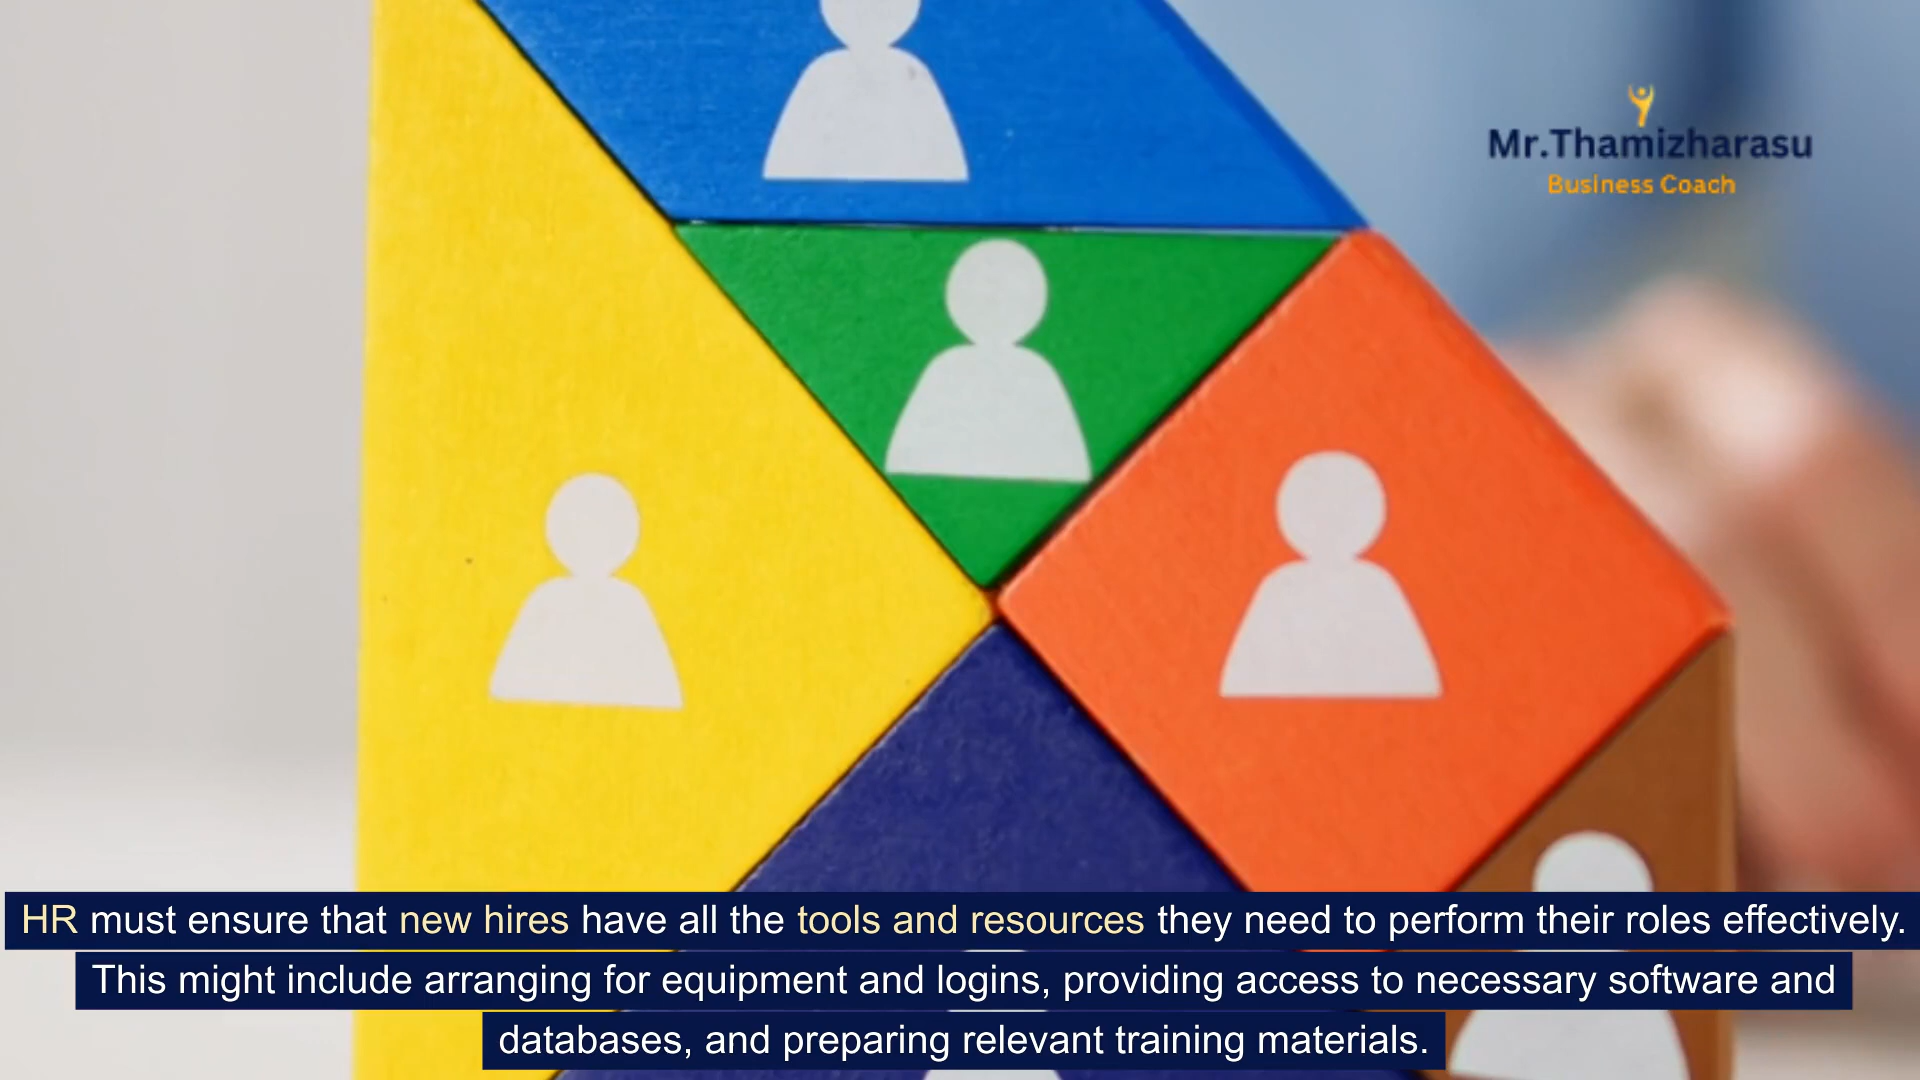 Mr.Thamizharasu
Business Coach
HR must ensure that new hires have all the tools and resources they need to perform their roles effectively.
This might include arranging for equipment and logins, providing access to necessary software and
databases, and preparing relevant training materials.